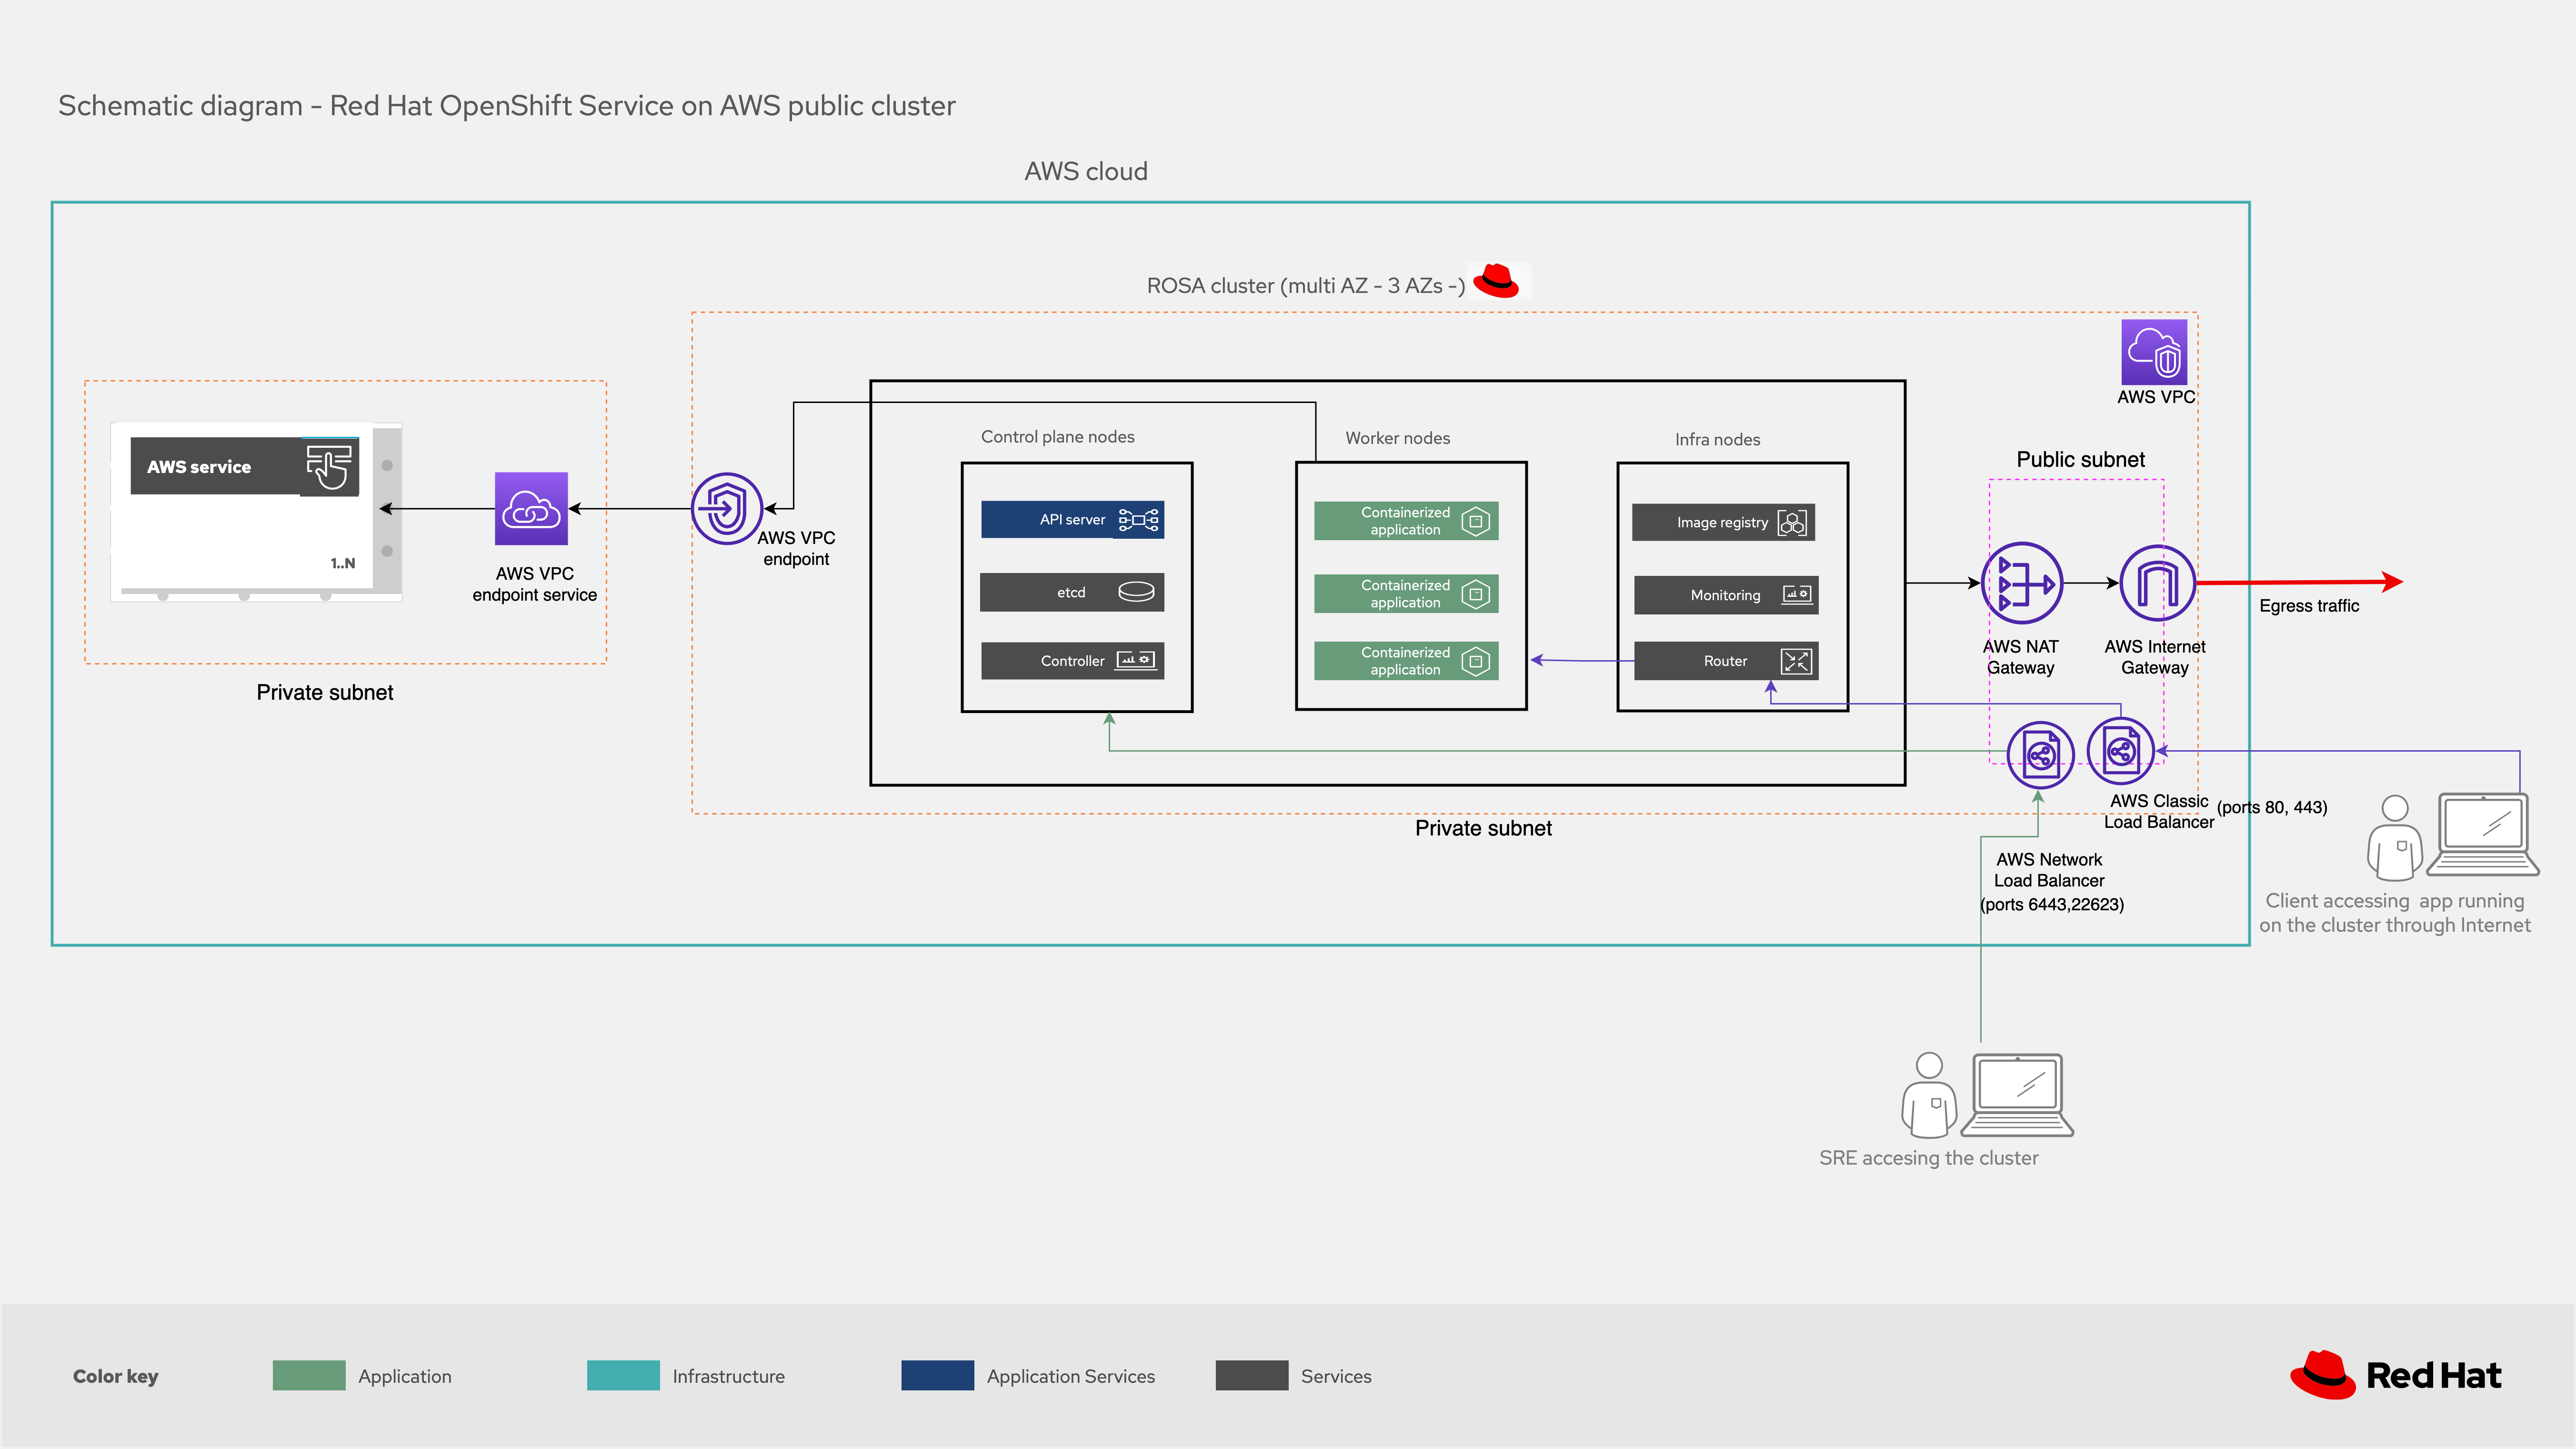 Schematic diagram - Red Hat OpenShift Service on AWS public cluster
AWS cloud
ROSA cluster (multi AZ - 3 AZs -)
AWS VPC
AWS service
1..N
AWS VPC
endpoint service
Private subnet
AWS VPC
endpoint
Control plane nodes
API server
etcd
Controller
Worker nodes
Containerized
application
Containerized
application
Containerized
application
Infra nodes
Image registry
Monitoring
Router
Public subnet
AWS NAT
Gateway
AWS Internet
Gateway
Egress traffic
Private subnet
AWS Classic
Load Balancer
(ports 80, 443)
AWS Network
Load Balancer
(ports 6443,22623)
Client accessing app running
on the cluster through Internet
SRE accesing the cluster
Color key
Application
Infrastructure
Application Services
Services
Red Hat